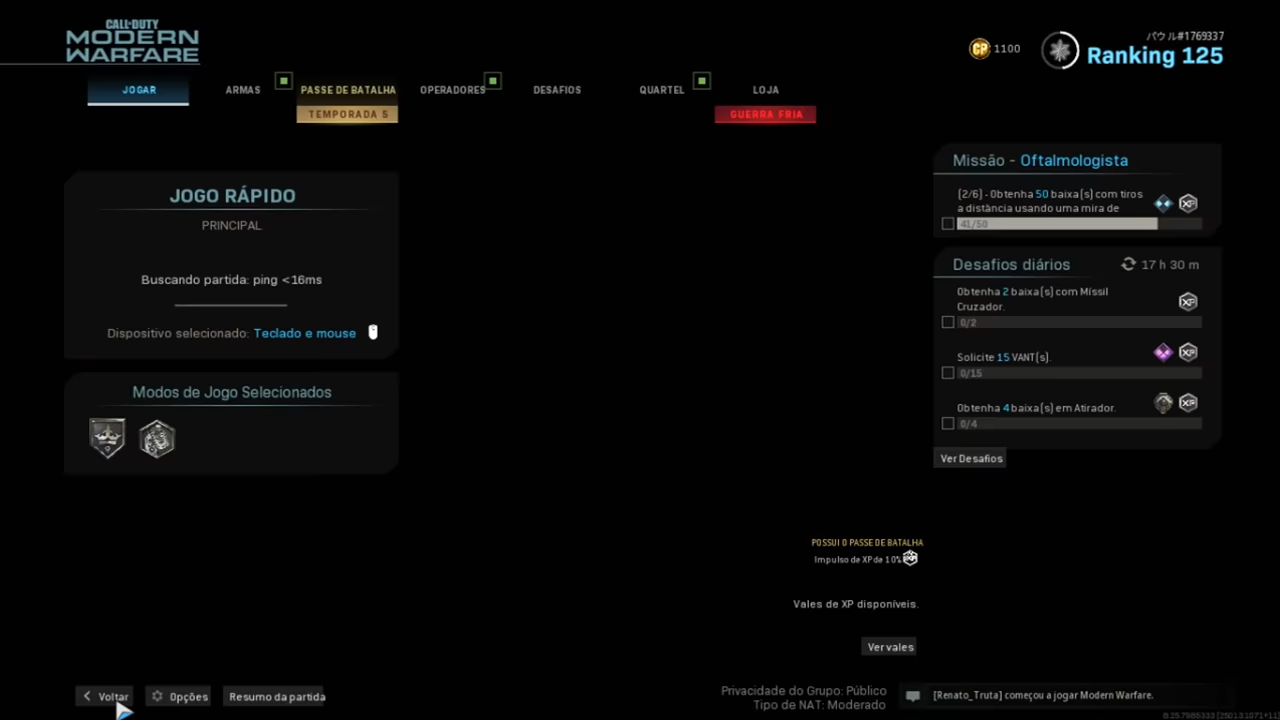 CALL·DUTY
MODERN
WARFARE
1100
パウル#1769337
Ranking 125
JOGAR
ARMAS
PASSE DE BATALHA
TEMPORADA 5
OPERADORES
DESAFIOS
QUARTEL
LOJA
GUERRA FRIA
JOGO RÁPIDO
PRINCIPAL
Buscando partida: ping <16ms
Dispositivo selecionado: Teclado e mouse
Modos de Jogo Selecionados
Missão - Oftalmologista
(2/6) - Obtenha 50 baixa(s) com tiros
a distância usando uma mira de
41/50
Desafios diários
17 h 30 m
Obtenha 2 baixa(s) com Míssil
Cruzador.
0/2
Solicite 15 VANT(s).
0/15
Obtenha 4 baixa(s) em Atirador.
0/4
Ver Desafios
POSSUI O PASSE DE BATALHA
Impulso de XP de 10%
Vales de XP disponíveis.
Ver vales
Voltar
Opções
Resumo da partida
Privacidade do Grupo: Público
Tipo de NAT: Moderado
[Renato_Truta] começou a jogar Modern Warfare.